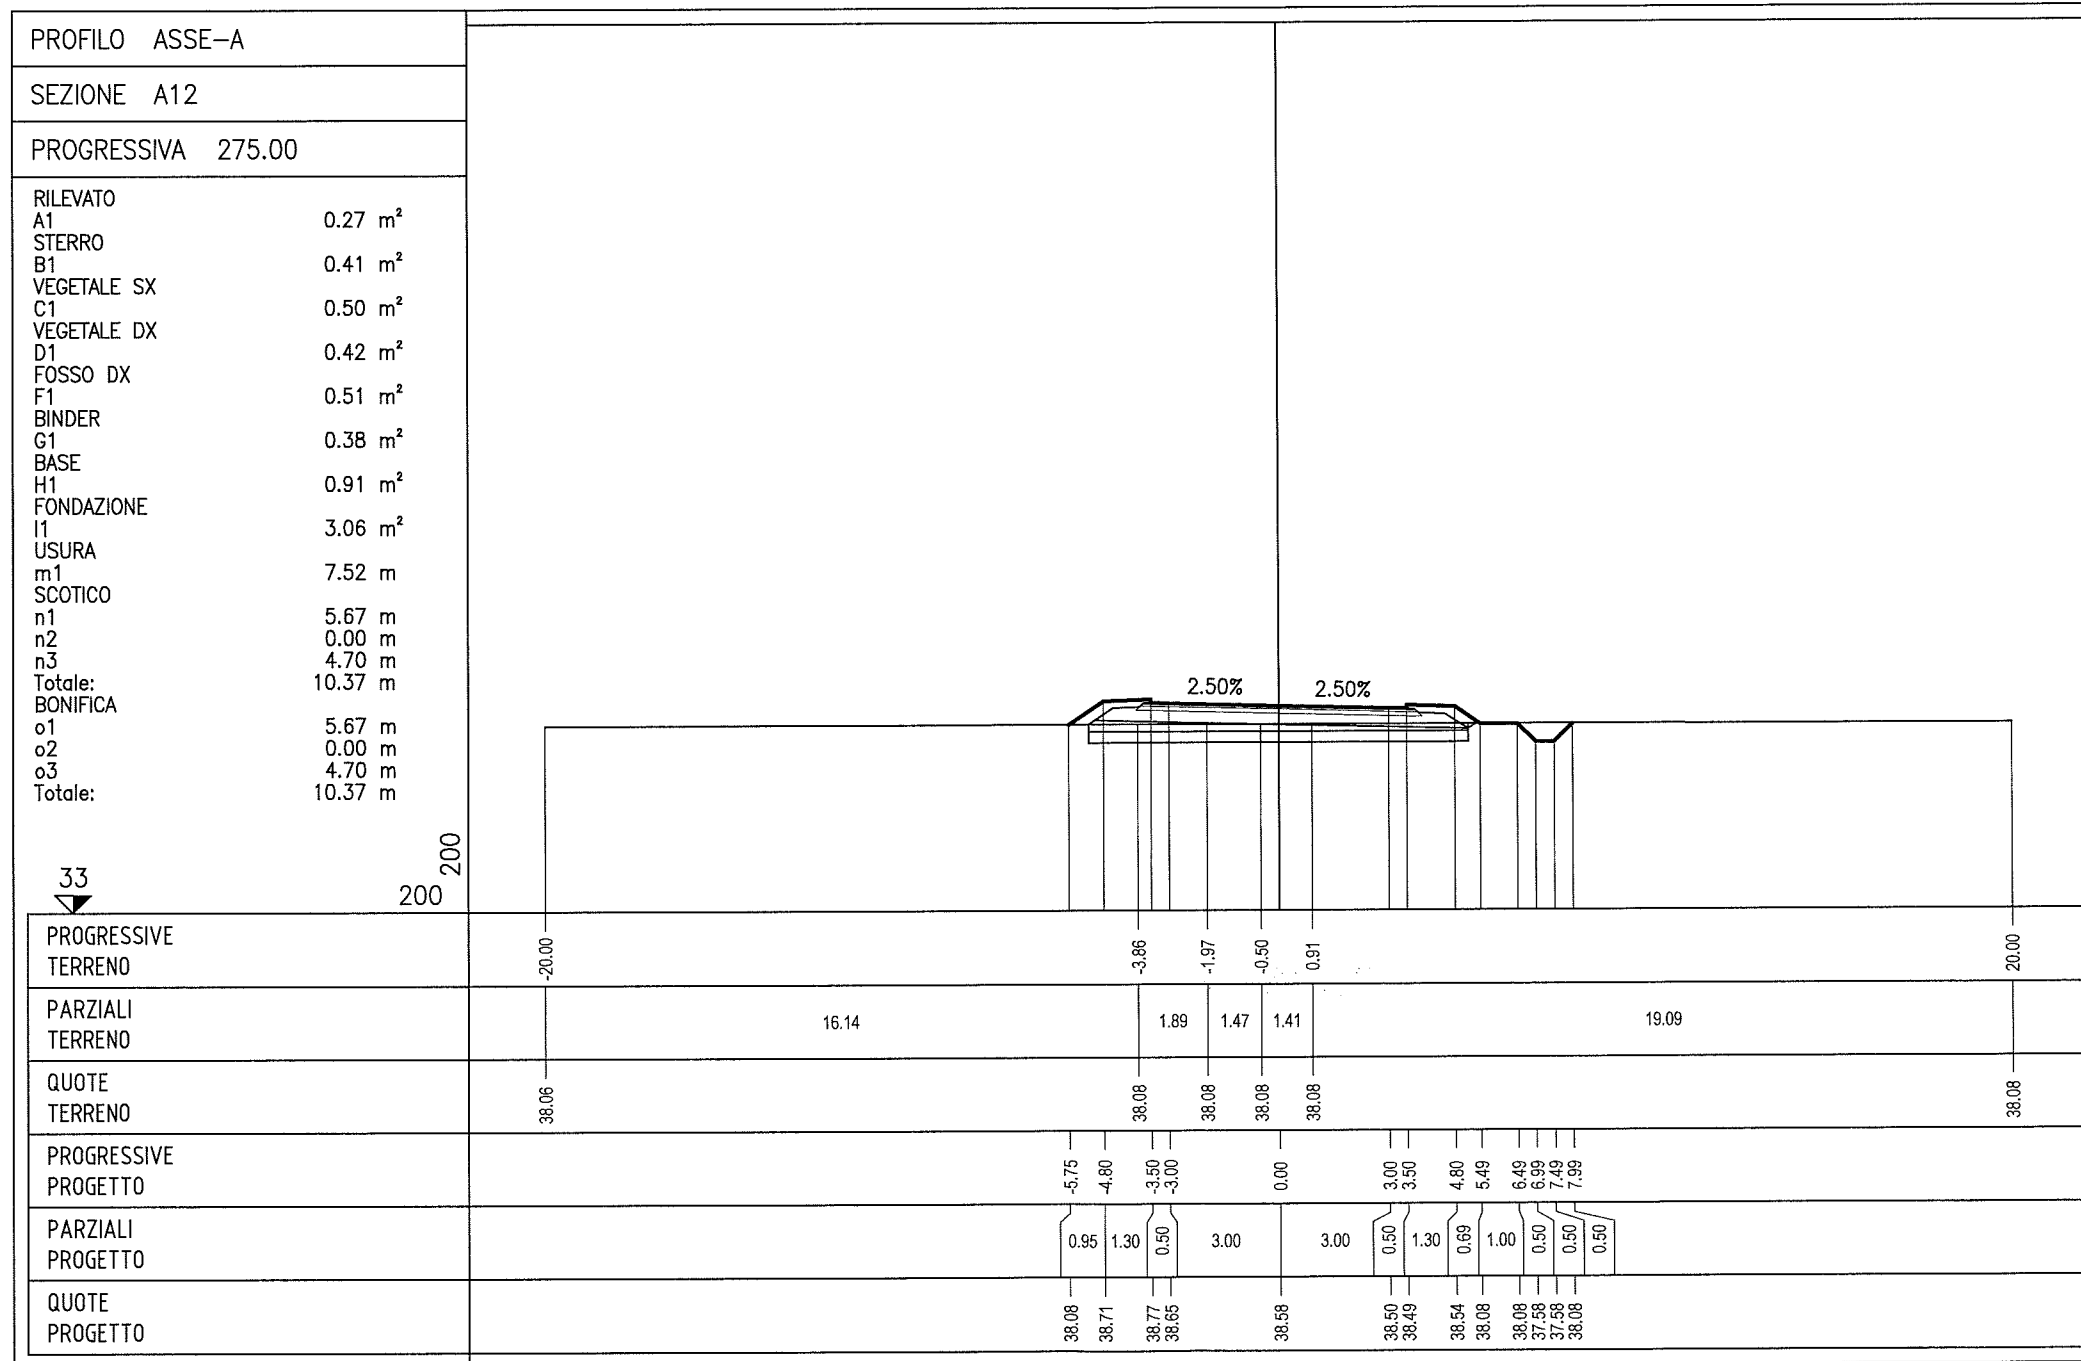 PROFILO ASSE-A
SEZIONE A12
PROGRESSIVA 275.00
RILEVATO
A1 0.27 m²
STERRO
B1 0.41 m²
VEGETALE SX
C1 0.50 m²
VEGETALE DX
D1 0.42 m²
FOSSO DX
F1 0.51 m²
BINDER
G1 0.38 m²
BASE
H1 0.91 m²
FONDAZIONE
I1 3.06 m²
USURA
m1 7.52 m
SCOTICO
n1 5.67 m
n2 0.00 m
n3 4.70 m
Totale: 10.37 m
BONIFICA
o1 5.67 m
o2 0.00 m
o3 4.70 m
Totale: 10.37 m
2.50% 2.50%
33
200
200
PROGRESSIVE
TERRENO
-20.00 -3.86 -1.97 -0.50 0.91 20.00
PARZIALI
TERRENO
16.14 1.89 1.47 1.41 19.09
QUOTE
TERRENO
38.06 38.08 38.08 38.08 38.08 38.08
PROGRESSIVE
PROGETTO
-5.75 -4.80 -3.50 -3.00 0.00 3.00 3.50 4.80 5.49 6.49 6.99 7.49 7.99
PARZIALI
PROGETTO
0.95 1.30 0.50 3.00 3.00 0.50 1.30 0.69 1.00 0.50 0.50 0.50
QUOTE
PROGETTO
38.08 38.71 38.77 38.65 38.58 38.50 38.49 38.54 38.08 38.08 37.58 37.58 38.08